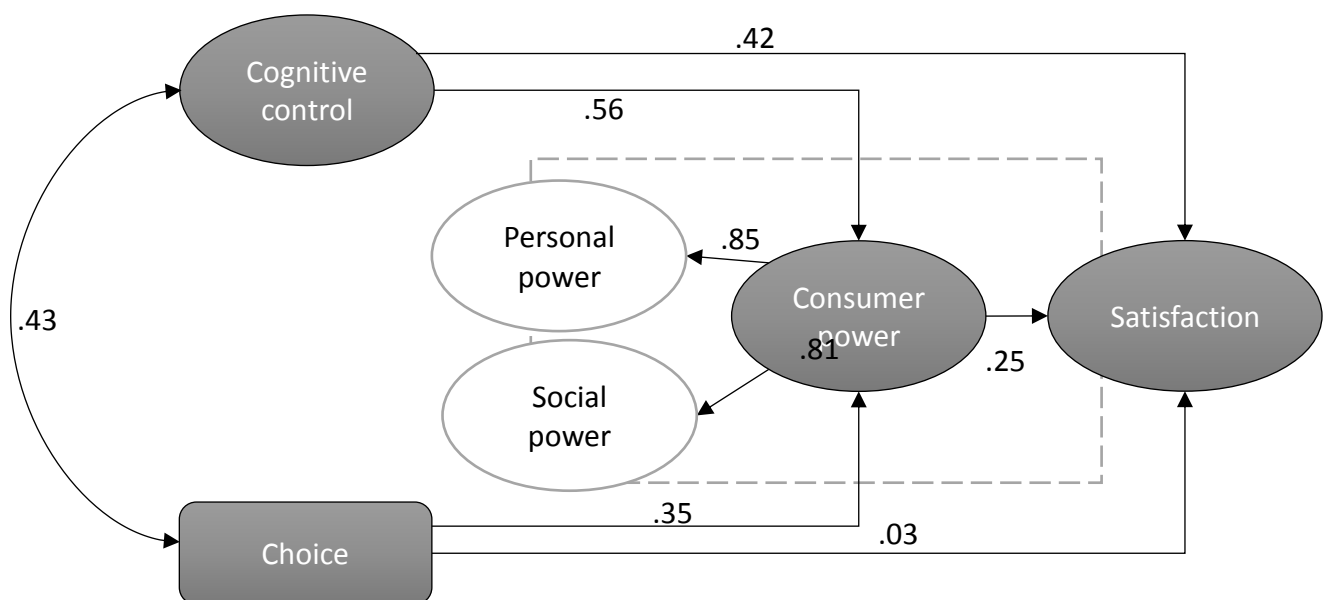 .42
Cognitive
control
.56
Personal
power
.85
Consumer
power
.81
Satisfaction
.25
.43
Social
power
.35
.03
Choice